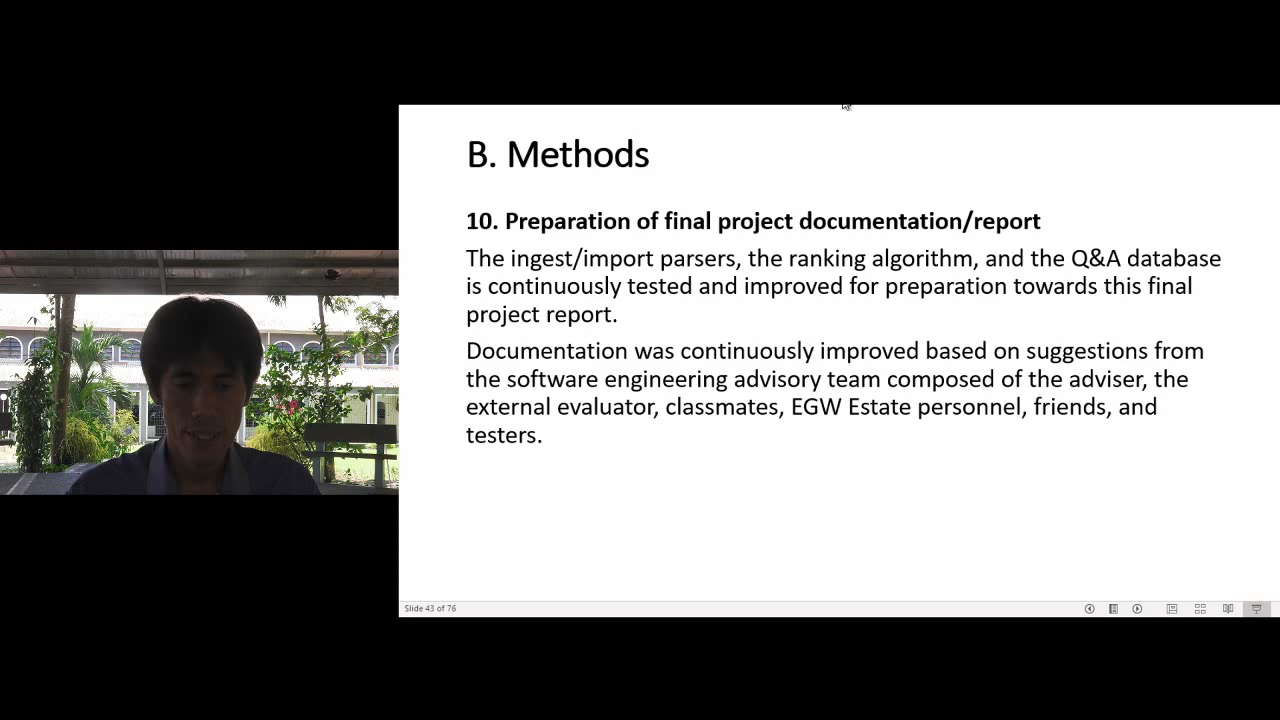 B. Methods
10. Preparation of final project documentation/report
The ingest/import parsers, the ranking algorithm, and the Q&A database
is continuously tested and improved for preparation towards this final
project report.
Documentation was continuously improved based on suggestions from
the software engineering advisory team composed of the adviser, the
external evaluator, classmates, EGW Estate personnel, friends, and
testers.
Slide 43 of 76